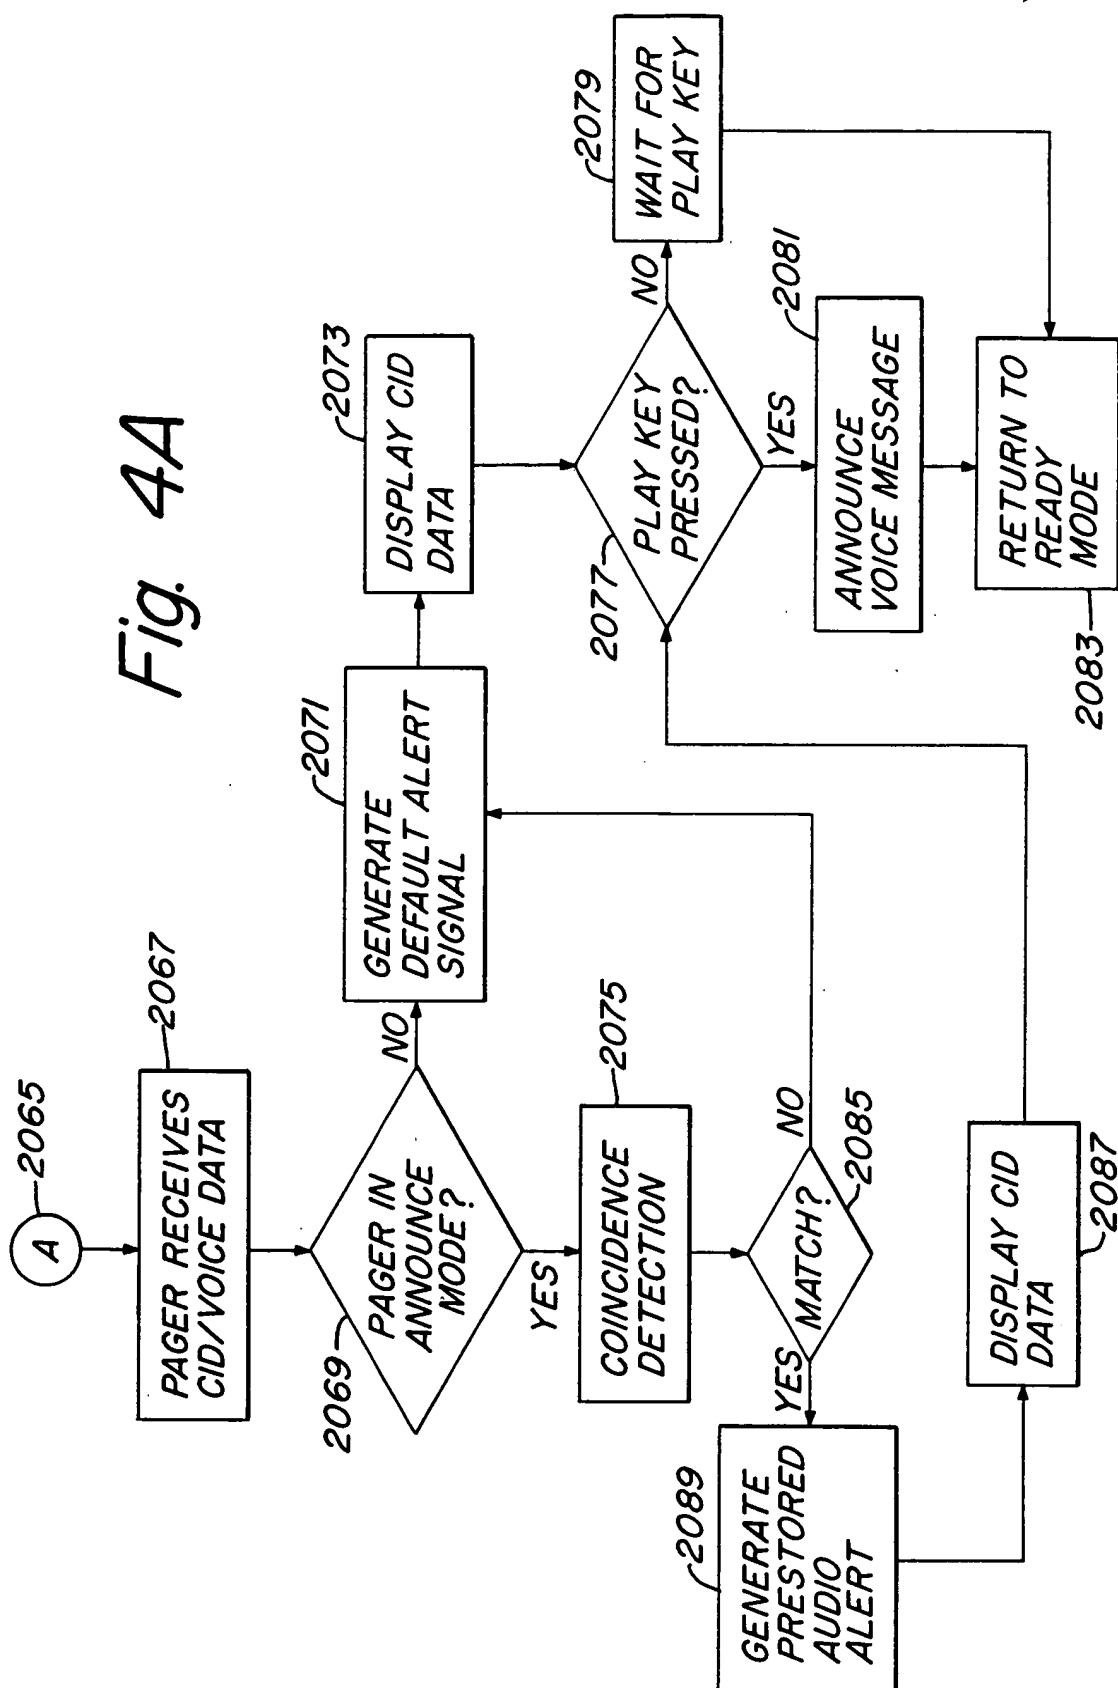 Fig. 4A
A
2065
PAGER RECEIVES
CID/VOICE DATA
2067
PAGER IN
ANNOUNCE
MODE?
2069
NO
YES
GENERATE
DEFAULT ALERT
SIGNAL
2071
DISPLAY CID
DATA
2073
COINCIDENCE
DETECTION
2075
MATCH?
2085
NO
YES
GENERATE
PRESTORED
AUDIO
ALERT
2089
DISPLAY CID
DATA
2087
PLAY KEY
PRESSED?
2077
NO
YES
WAIT FOR
PLAY KEY
2079
ANNOUNCE
VOICE MESSAGE
2081
RETURN TO
READY
MODE
2083